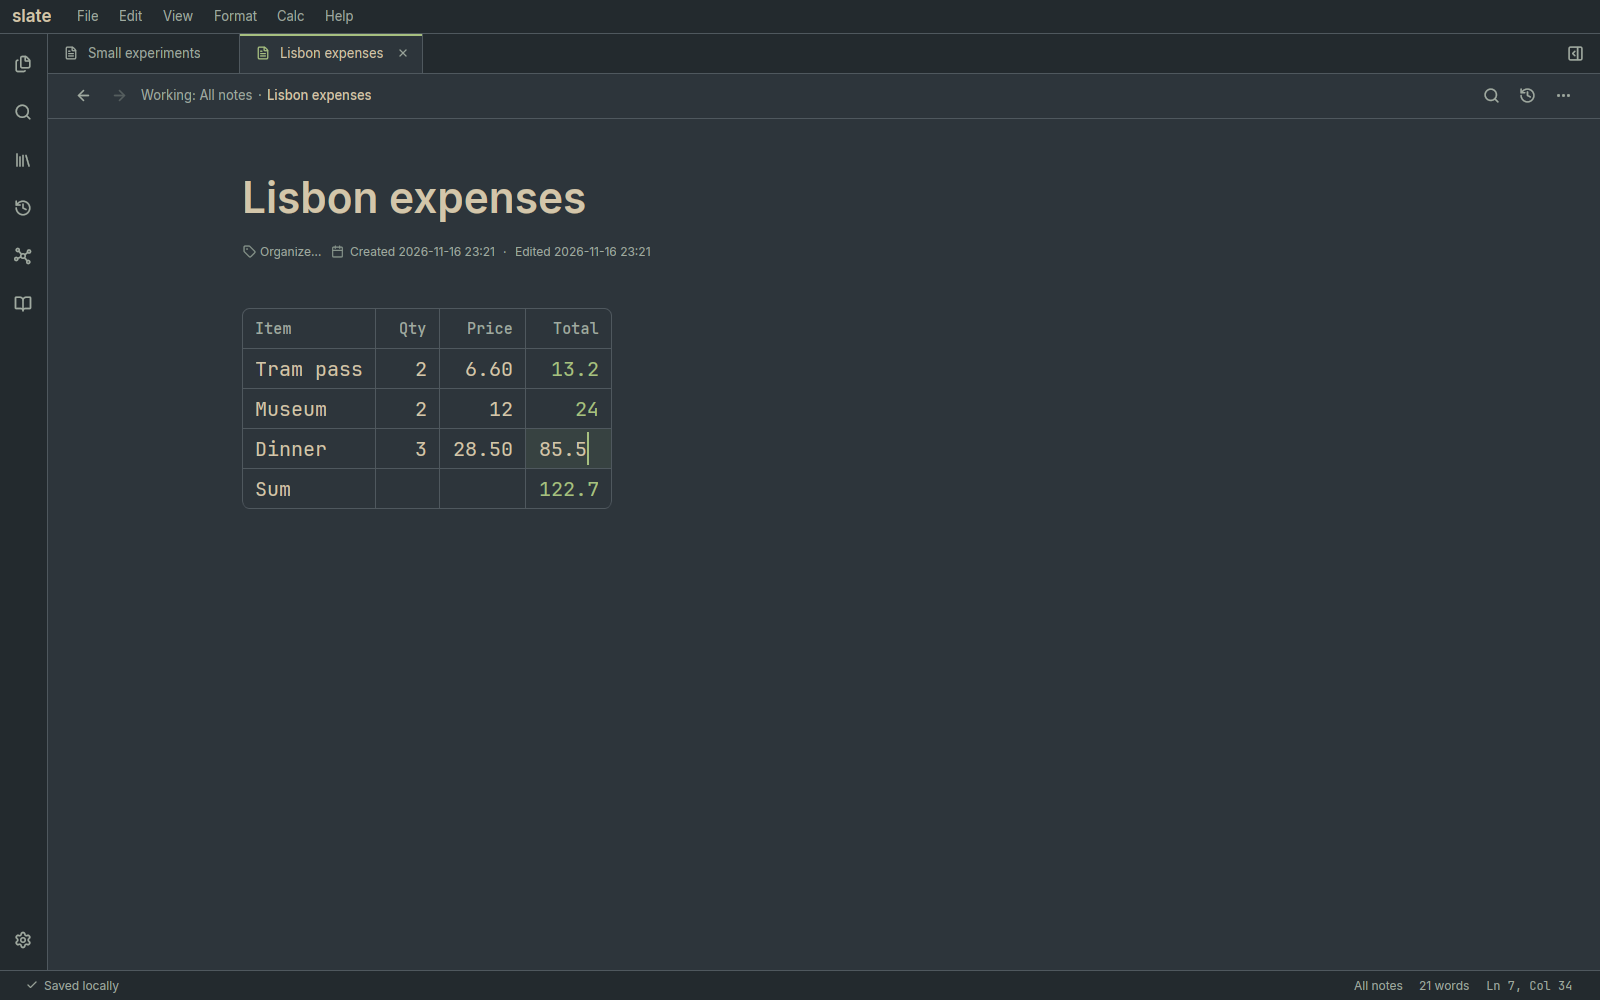 slate File Edit View Format Calc Help
Small experiments Lisbon expenses
Working: All notes · Lisbon expenses
Lisbon expenses
Organize... Created 2026-11-16 23:21 · Edited 2026-11-16 23:21
Item Qty Price Total
Tram pass 2 6.60 13.2
Museum 2 12 24
Dinner 3 28.50 85.5
Sum 122.7
Saved locally All notes 21 words Ln 7, Col 34